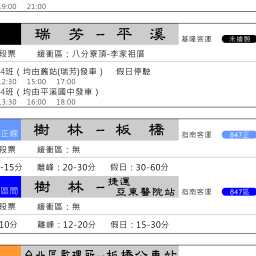 19:00 21:00
瑞芳-平溪 基隆客運 未繪製
段票 緩衝區：八分寮頂-李家祖厝
4班（均由舊站(瑞芳)發車） 假日停駛
12:30 15:00 17:00
4班（均由平溪國中發車）
13:30 16:00 18:00
正線 樹林-板橋 指南客運 847正
段票 緩衝區：無
-15分 離峰：20-30分 假日：30-60分
區間 樹林-捷運亞東醫院站 指南客運 847區
段票 緩衝區：無
10分 離峰：12-20分 假日：15-30分